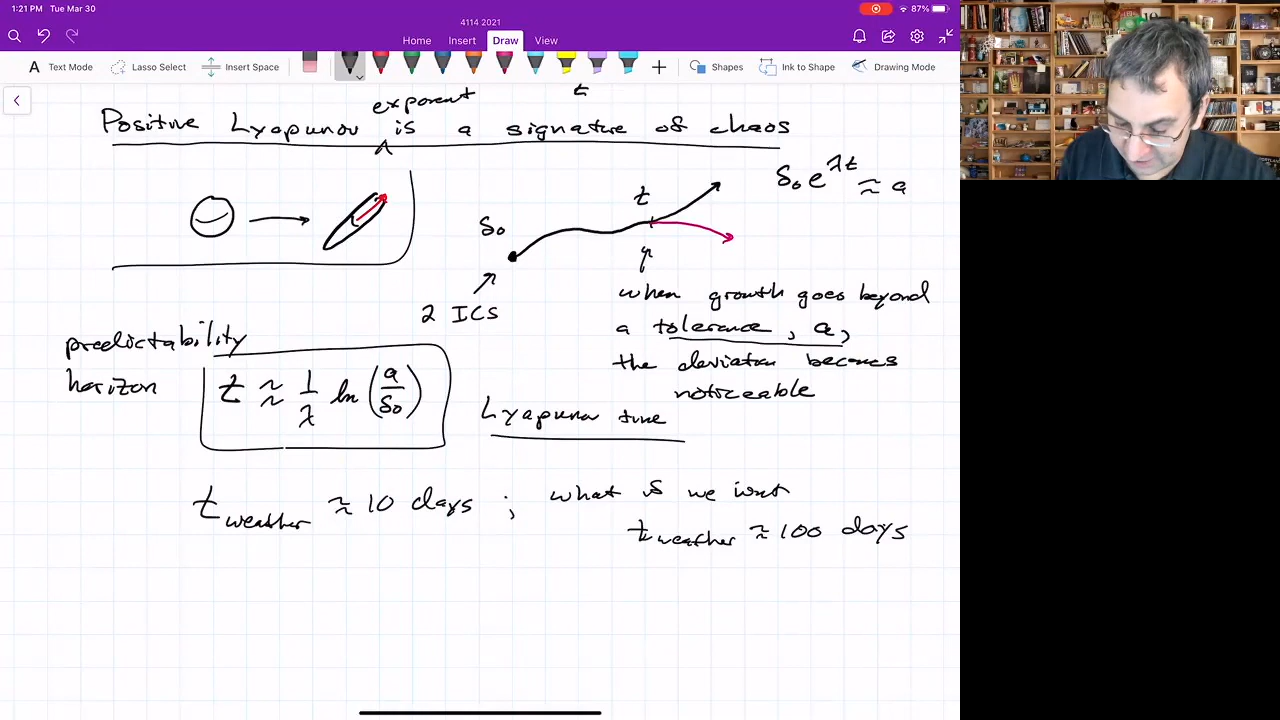 1:21 PM Tue Mar 30
87%
4114 2021
Home Insert Draw View
Text Mode Lasso Select Insert Space Shapes Ink to Shape Drawing Mode
exponent
t
Positive Lyapunov is a signature of chaos
δ₀ e^λt ≈ a
t
δ₀
2 ICs
when growth goes beyond
a tolerance, a,
the deviation becomes
noticeable
predictability
horizon
t ≈ 1/λ ln(a/δ₀)
Lyapunov time
t weather ≈ 10 days ; what if we want
t weather ≈ 100 days